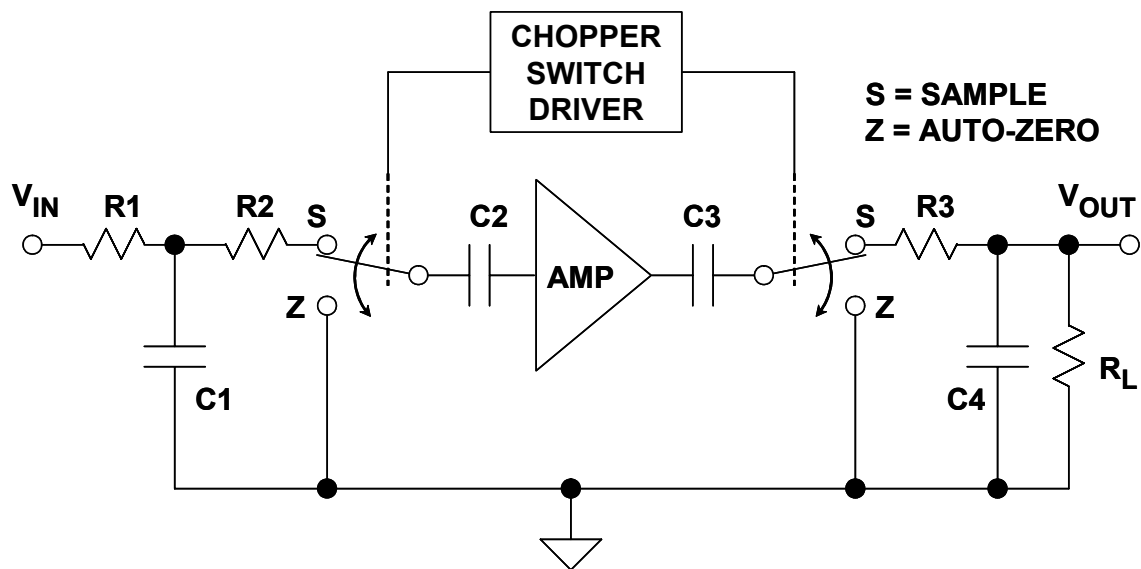 CHOPPER
SWITCH
DRIVER
S = SAMPLE
Z = AUTO-ZERO
VIN
R1
R2
S
C2
AMP
C3
S
R3
VOUT
Z
Z
C1
C4
RL